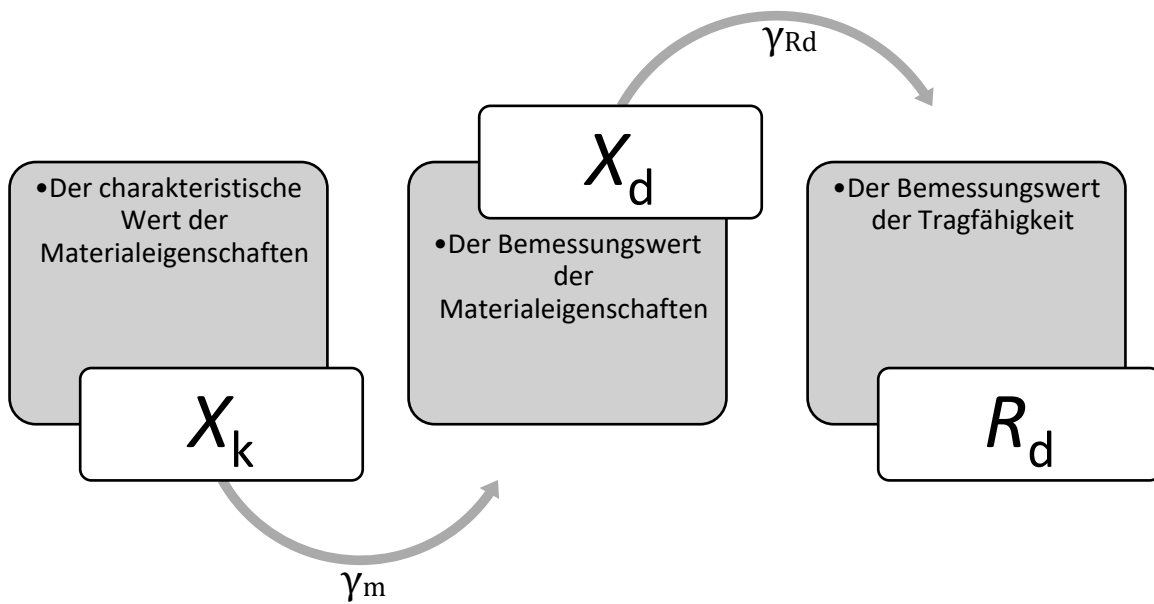 •Der charakteristische
Wert der
Materialeigenschaften
Xk
γm
Xd
•Der Bemessungswert
der
Materialeigenschaften
γRd
•Der Bemessungswert
der Tragfähigkeit
Rd